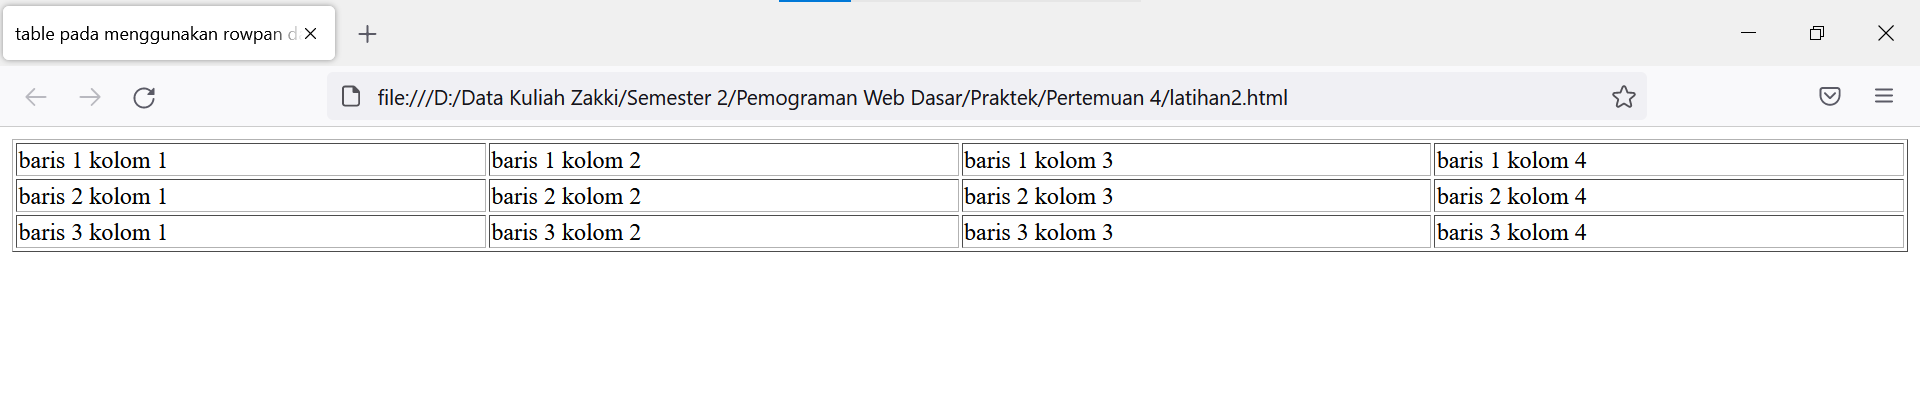 table pada menggunakan rowpan
file:///D:/Data Kuliah Zakki/Semester 2/Pemograman Web Dasar/Praktek/Pertemuan 4/latihan2.html
baris 1 kolom 1 baris 1 kolom 2 baris 1 kolom 3 baris 1 kolom 4
baris 2 kolom 1 baris 2 kolom 2 baris 2 kolom 3 baris 2 kolom 4
baris 3 kolom 1 baris 3 kolom 2 baris 3 kolom 3 baris 3 kolom 4